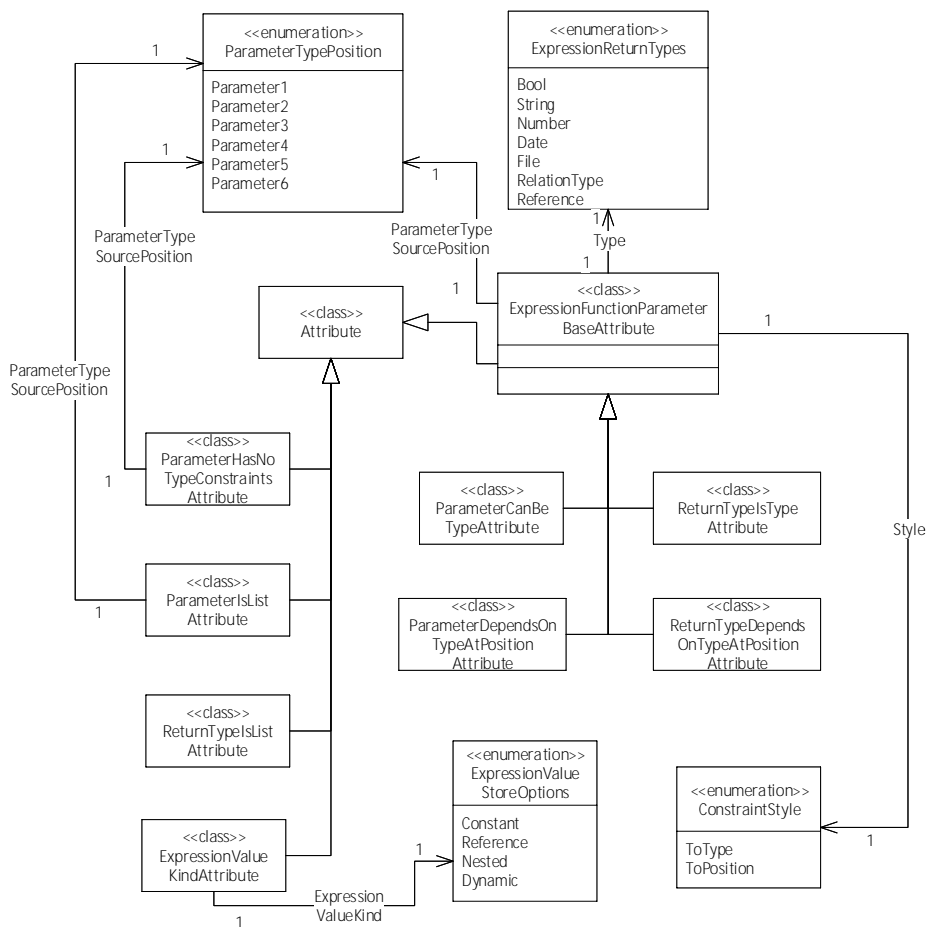 <<enumeration>>
ParameterTypePosition
Parameter1
Parameter2
Parameter3
Parameter4
Parameter5
Parameter6
<<enumeration>>
ExpressionReturnTypes
Bool
String
Number
Date
File
RelationType
Reference
1
1
1
1
Type
1
ParameterType
SourcePosition
ParameterType
SourcePosition
1
<<class>>
Attribute
<<class>>
ExpressionFunctionParameter
BaseAttribute
1
ParameterType
SourcePosition
<<class>>
ParameterHasNo
TypeConstraints
Attribute
1
<<class>>
ParameterCanBe
TypeAttribute
<<class>>
ReturnTypeIsType
Attribute
Style
<<class>>
ParameterIsList
Attribute
1
<<class>>
ParameterDependsOn
TypeAtPosition
Attribute
<<class>>
ReturnTypeDepends
OnTypeAtPosition
Attribute
<<class>>
ReturnTypeIsList
Attribute
<<enumeration>>
ExpressionValue
StoreOptions
Constant
Reference
Nested
Dynamic
<<enumeration>>
ConstraintStyle
ToType
ToPosition
1
<<class>>
ExpressionValue
KindAttribute
1
Expression
ValueKind
1